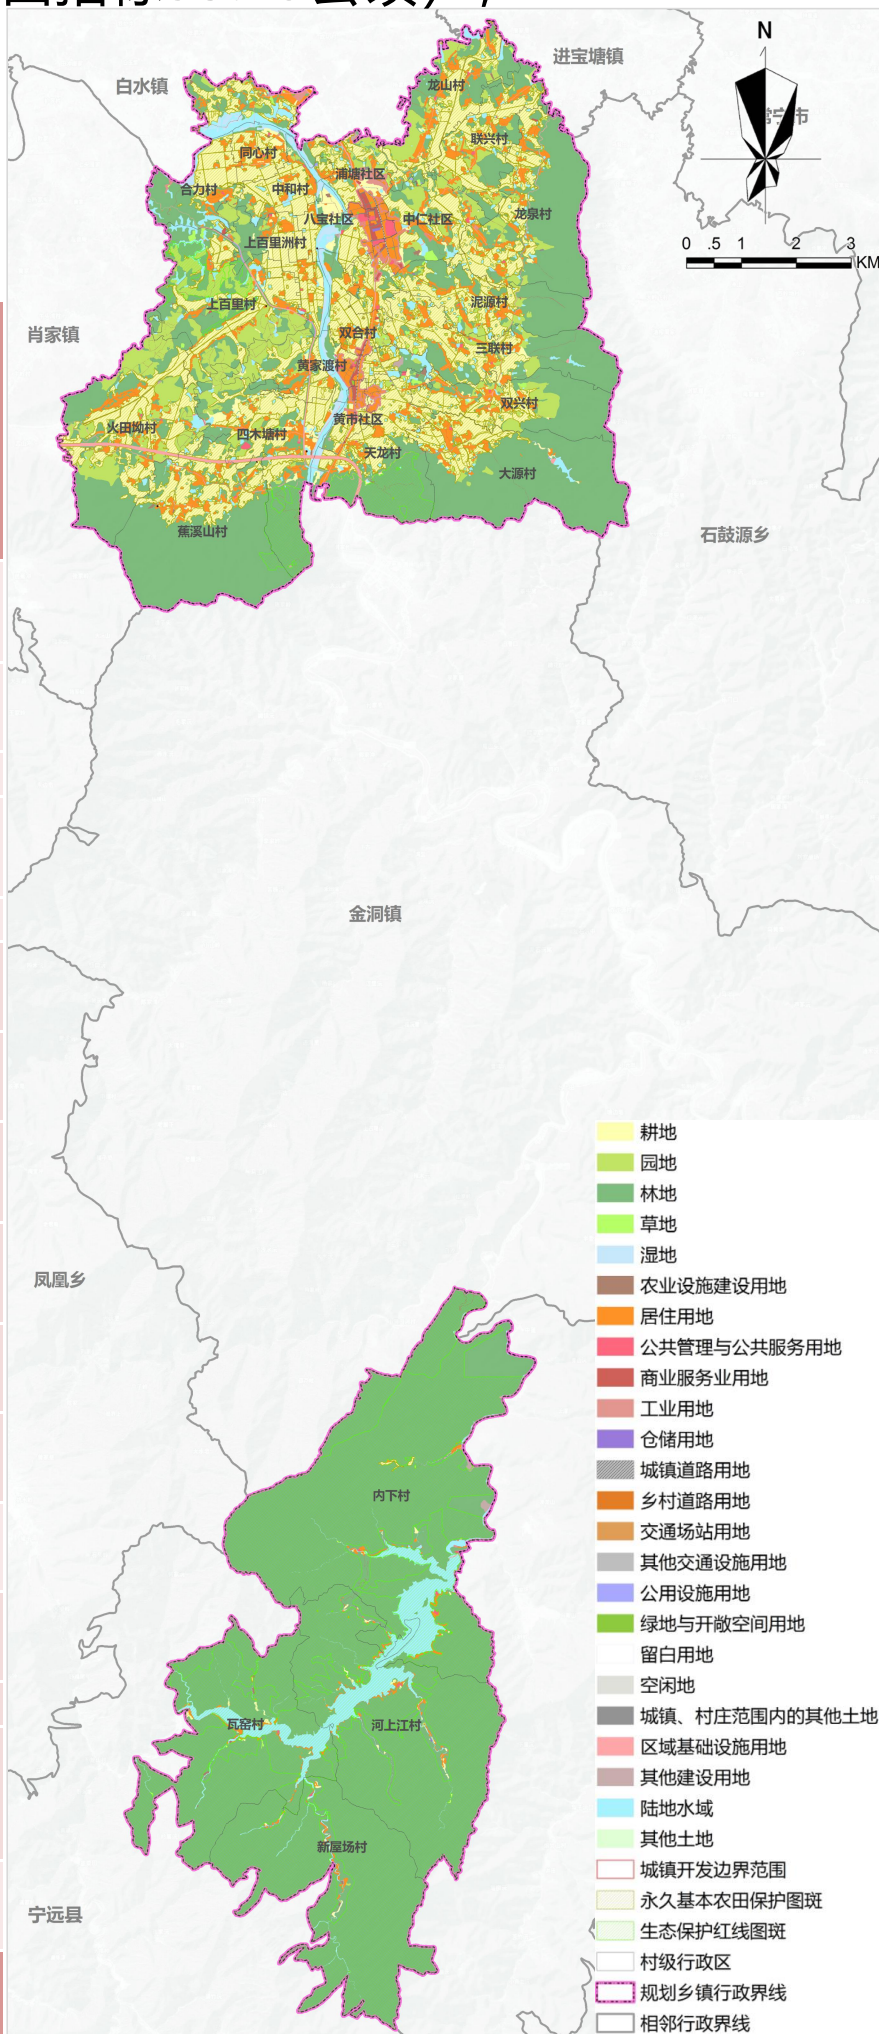 进宝塘镇
N
白水镇
龙山村
常宁市
联兴村
同心村
浦塘社区
合力村
中和村
八宝社区
中仁社区
龙泉村
上百里洲村
0 .5 1 2 3
KM
上百里村
泥源村
肖家镇
双合村
三联村
黄家渡村
双兴村
黄市社区
火田坳村
四木塘村
天龙村
大源村
蕉溪山村
石鼓源乡
金洞镇
凤凰乡
内下村
瓦窑村
河上江村
新屋场村
宁远县
耕地
园地
林地
草地
湿地
农业设施建设用地
居住用地
公共管理与公共服务用地
商业服务业用地
工业用地
仓储用地
城镇道路用地
乡村道路用地
交通场站用地
其他交通设施用地
公用设施用地
绿地与开敞空间用地
留白用地
空闲地
城镇、村庄范围内的其他土地
区域基础设施用地
其他建设用地
陆地水域
其他土地
城镇开发边界范围
永久基本农田保护图斑
生态保护红线图斑
村级行政区
规划乡镇行政界线
相邻行政界线